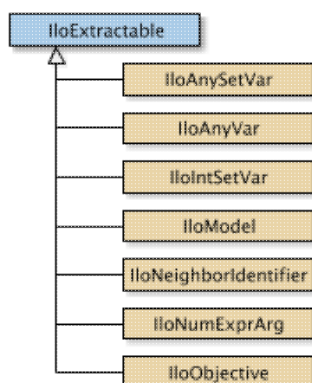 IloExtractable
IloAnySetVar
IloAnyVar
IloIntSetVar
IloModel
IloNeighborIdentifier
IloNumExprArg
IloObjective